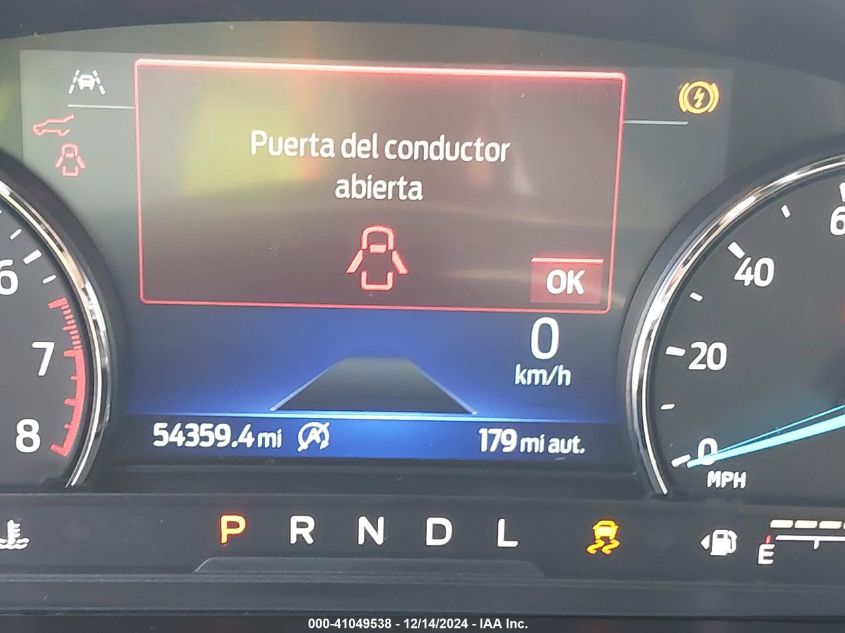 Puerta del conductor
abierta
OK
0
km/h
54359.4 mi
179 mi aut.
6
7
8
6
40
20
0
MPH
P R N D L
E
000-41049538 - 12/14/2024 - IAA Inc.